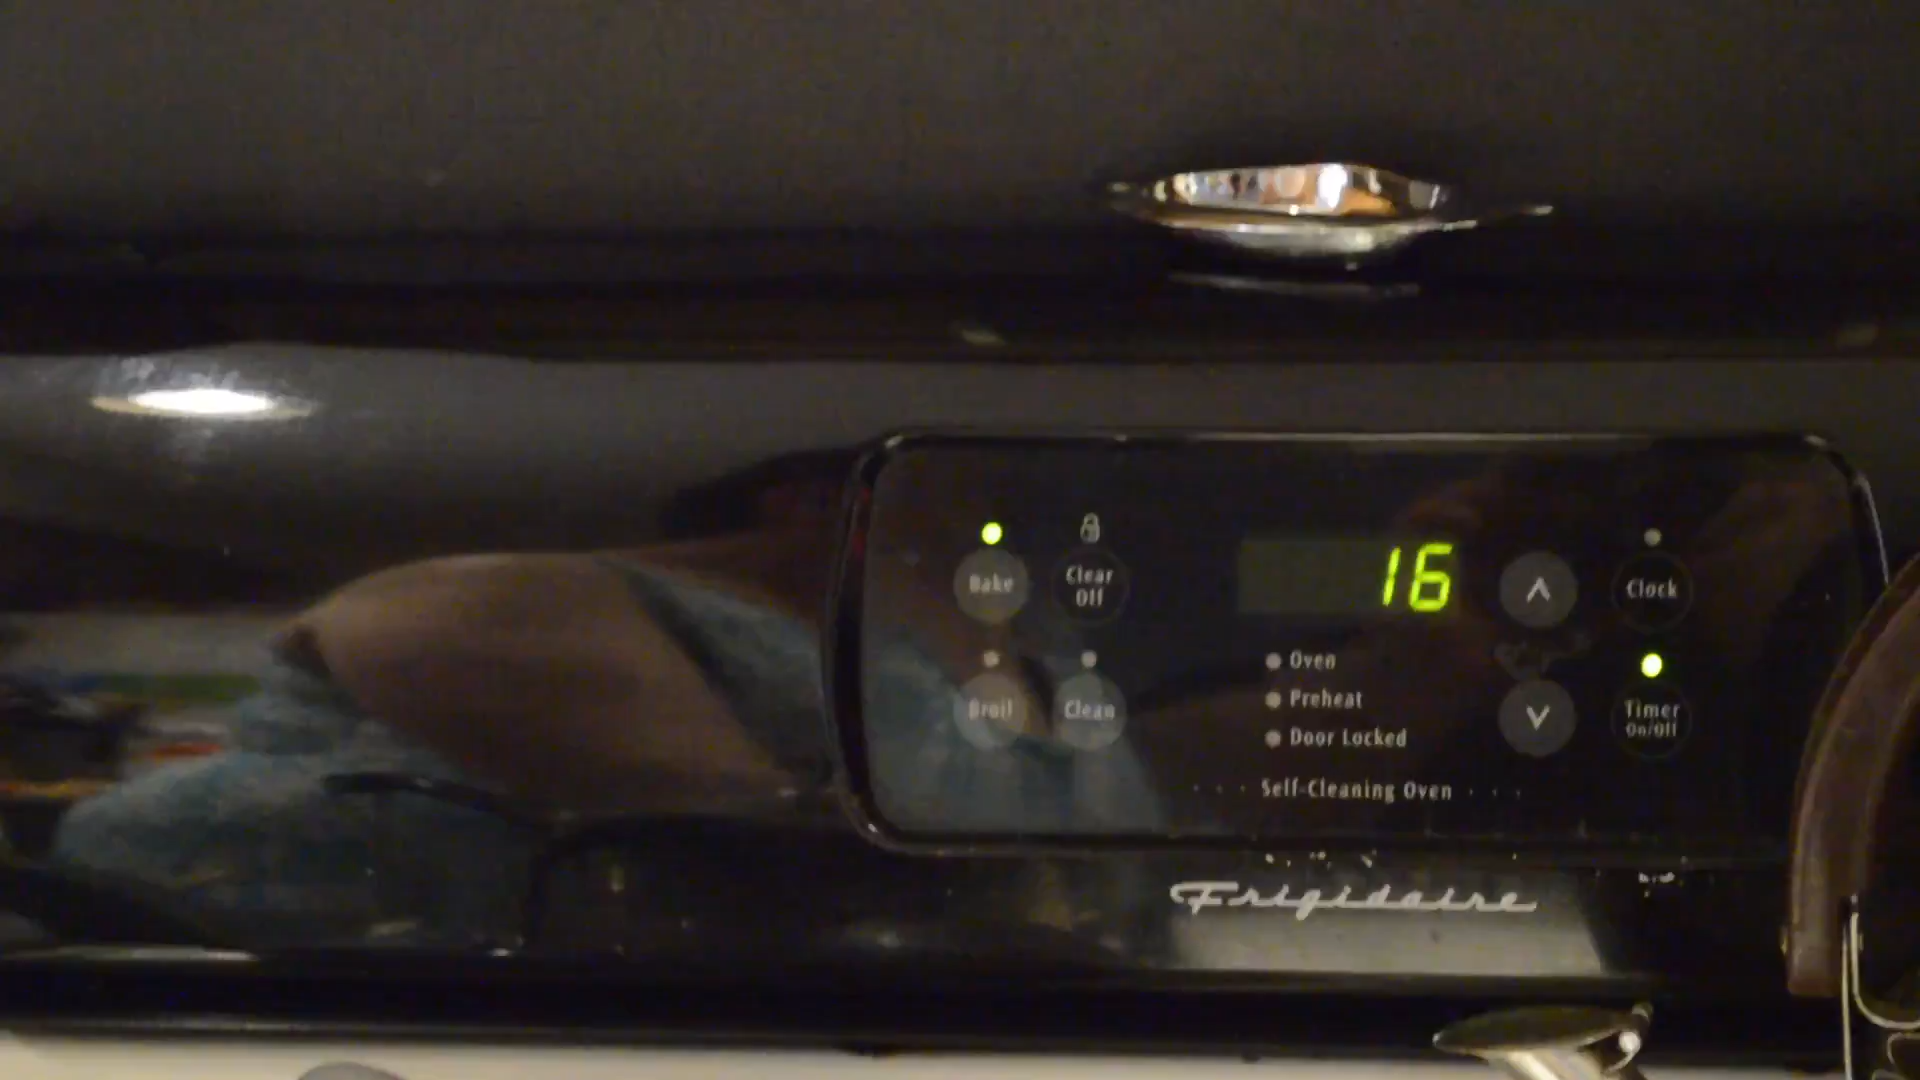 Bake
Clear
Off
16
Clock
Broil
Clean
Oven
Preheat
Door Locked
Timer
On/Off
Self-Cleaning Oven
Frigidaire